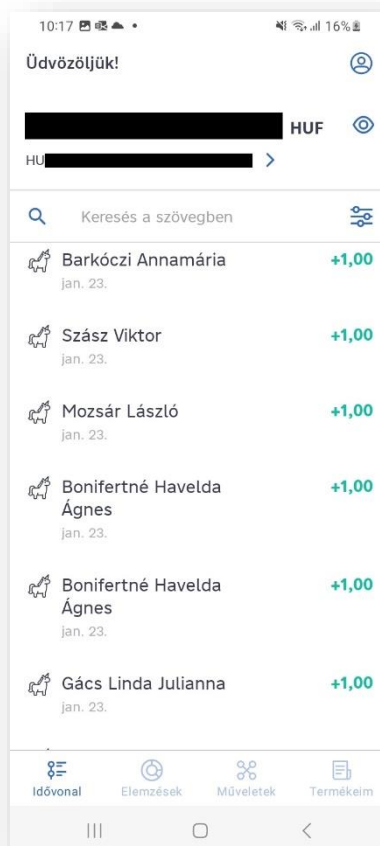 10:17
16%
Üdvözöljük!
HUF
HU
Keresés a szövegben
Barkóczi Annamária
+1,00
jan. 23.
Szász Viktor
+1,00
jan. 23.
Mozsár László
+1,00
jan. 23.
Bonifertné Havelda
Ágnes
+1,00
jan. 23.
Bonifertné Havelda
Ágnes
+1,00
jan. 23.
Gács Linda Julianna
+1,00
jan. 23.
Idővonal
Elemzések
Műveletek
Termékeim